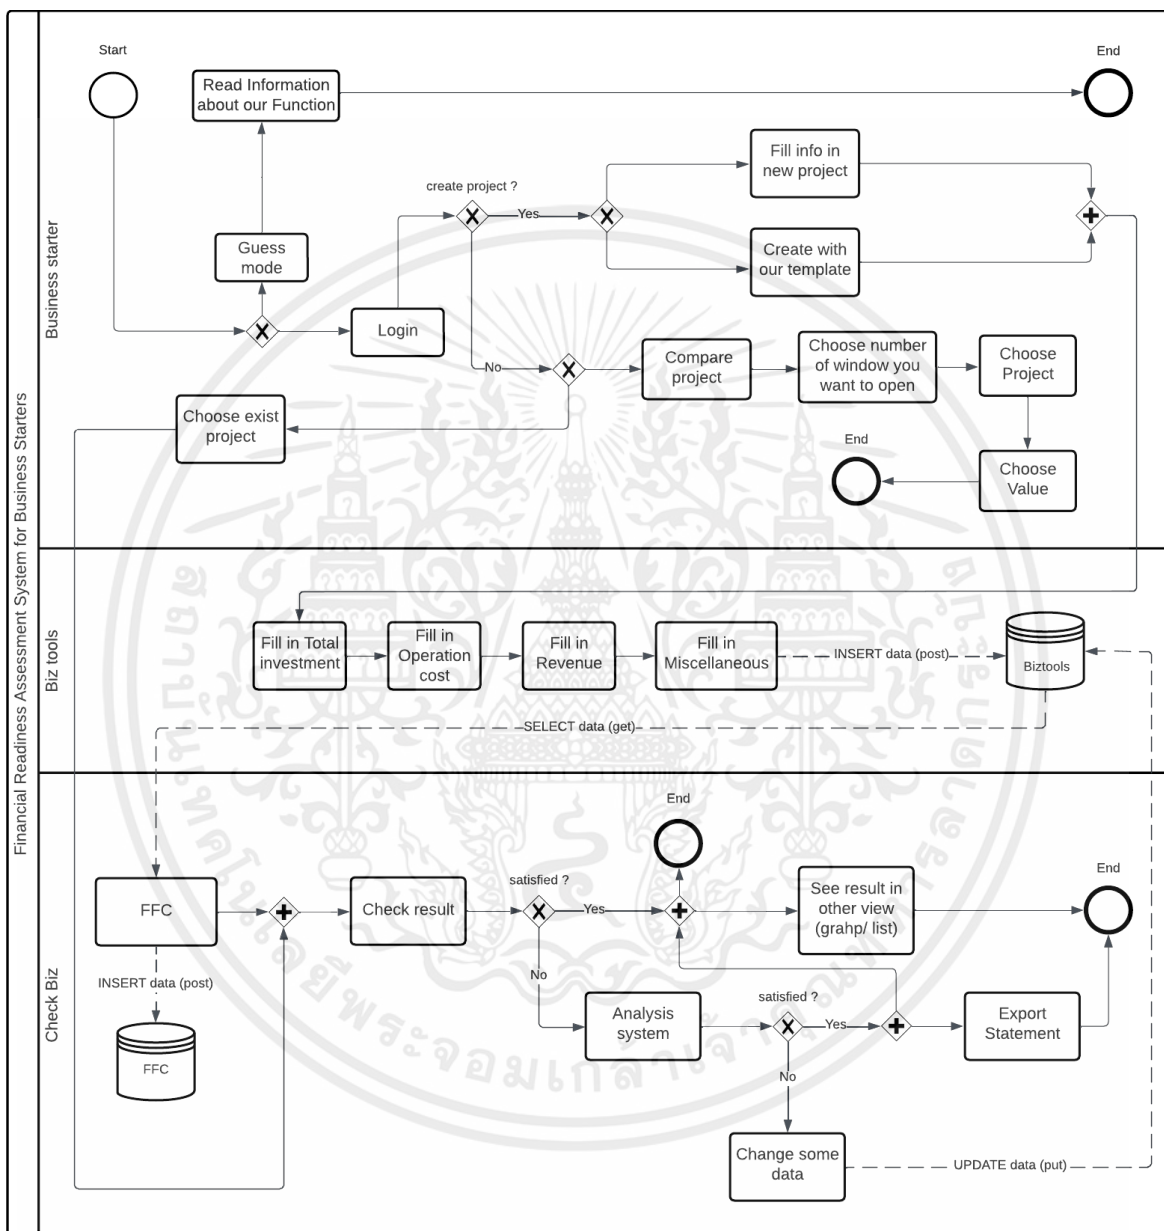 Financial Readiness Assessment System for Business Starters
Business starter
Start
Read Information
about our Function
End
Fill info in
new project
create project ?
Yes
Guess
mode
Create with
our template
Login
No
Compare
project
Choose number
of window you
want to open
Choose
Project
Choose exist
project
End
Choose
Value
Biz tools
Fill in Total
investment
Fill in
Operation
cost
Fill in
Revenue
Fill in
Miscellaneous
INSERT data (post)
Biztools
SELECT data (get)
Check Biz
End
FFC
Check result
satisfied ?
Yes
See result in
other view
(grahp/ list)
End
No
INSERT data (post)
FFC
Analysis
system
satisfied ?
Yes
Export
Statement
No
Change some
data
UPDATE data (put)